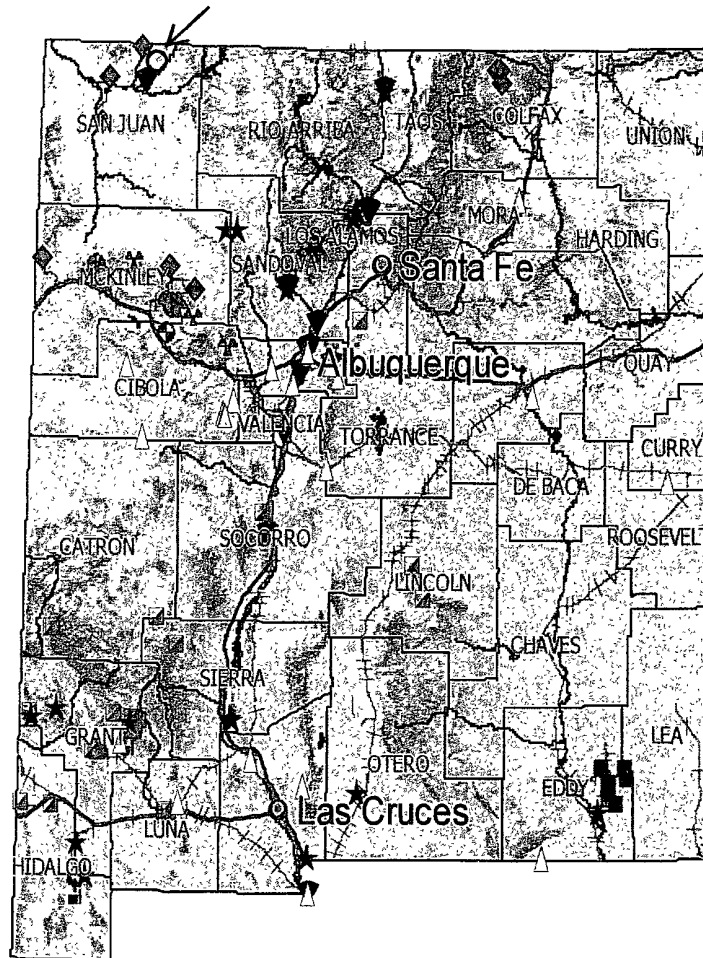 SAN JUAN
RIO ARRIBA
TAOS
COLFAX
UNION
MORA
HARDING
LOS ALAMOS
SANDOVAL
MCKINLEY
Santa Fe
Albuquerque
QUAY
CIBOLA
VALENCIA
TORRANCE
CURRY
DE BACA
ROOSEVELT
CATRON
SOCORRO
LINCOLN
CHAVES
SIERRA
GRANT
OTERO
LEA
EDDY
Las Cruces
LUNA
HIDALGO